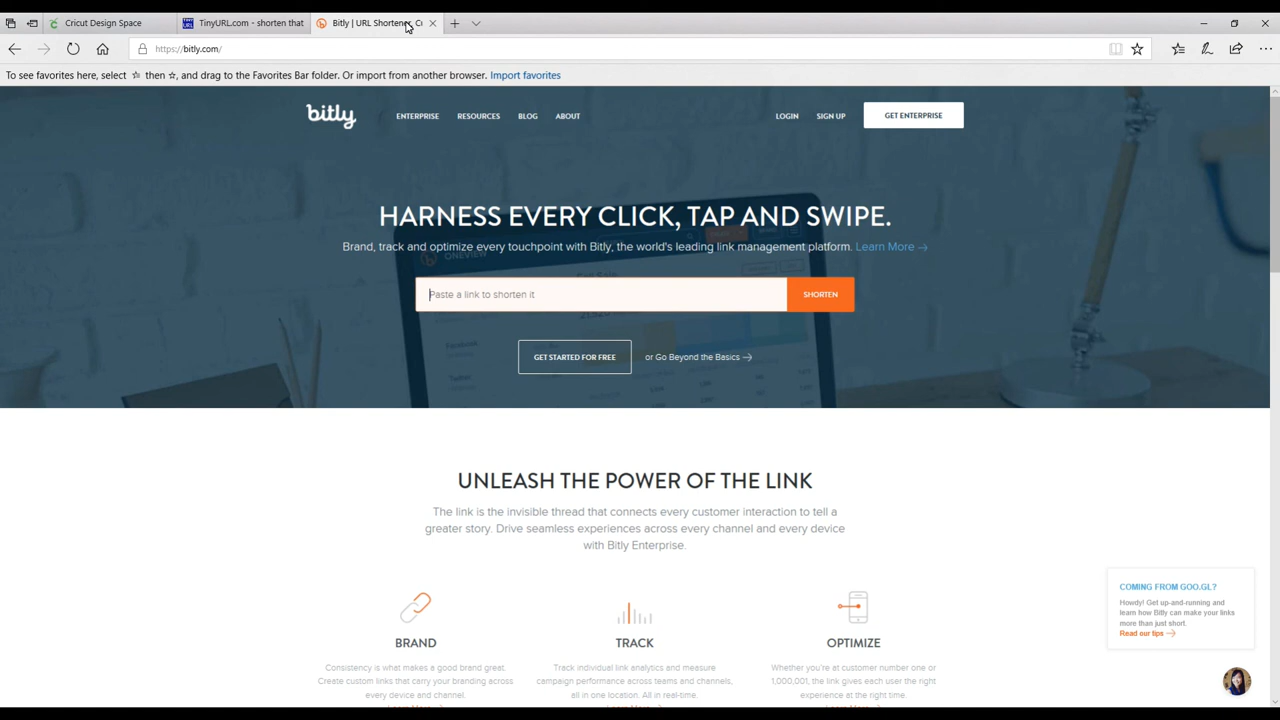 Cricut Design Space
TinyURL.com - shorten that
Bitly | URL Shortener, Cu
https://bitly.com/
To see favorites here, select ☆ then ☆, and drag to the Favorites Bar folder. Or import from another browser. Import favorites
bitly
ENTERPRISE RESOURCES BLOG ABOUT LOGIN SIGN UP GET ENTERPRISE
HARNESS EVERY CLICK, TAP AND SWIPE.
Brand, track and optimize every touchpoint with Bitly, the world's leading link management platform. Learn More →
Paste a link to shorten it SHORTEN
GET STARTED FOR FREE or Go Beyond the Basics →
UNLEASH THE POWER OF THE LINK
The link is the invisible thread that connects every customer interaction to tell a
greater story. Drive seamless experiences across every channel and every device
with Bitly Enterprise.
BRAND
Consistency is what makes a good brand great.
Create custom links that carry your branding across
every device and channel.
TRACK
Track individual link analytics and measure
campaign performance across teams and channels,
all in one location. All in real-time.
OPTIMIZE
Whether you're at customer number one or
1,000,001, the link gives each user the right
experience at the right time.
COMING FROM GOO.GL?
Howdy! Get up-and-running and
learn how Bitly can make your links
more than just short.
Read our tips →